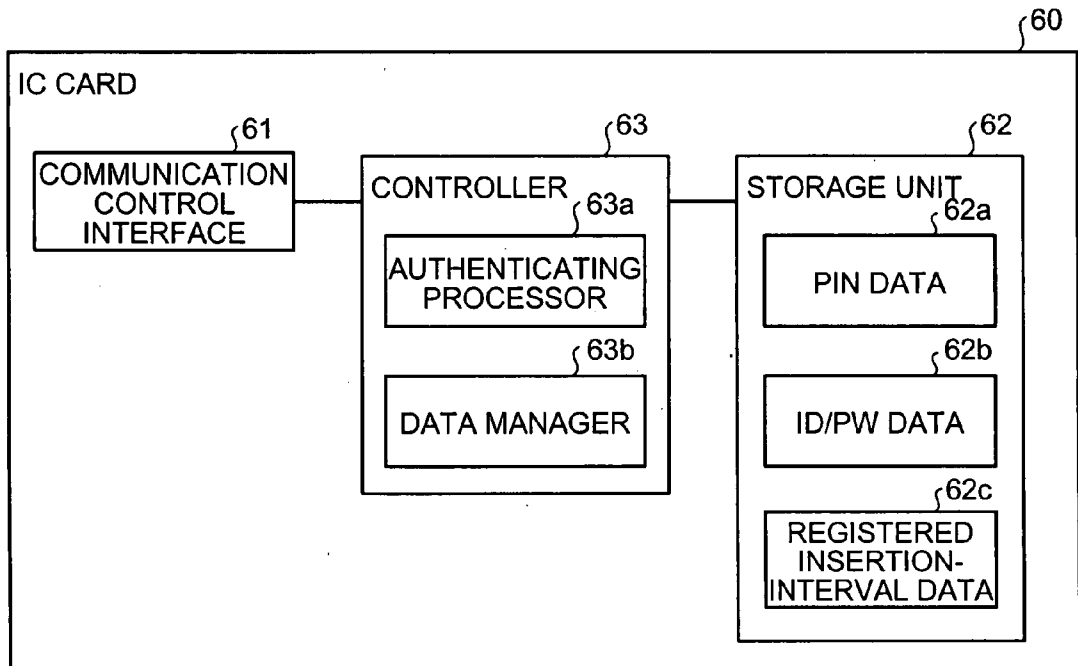 60
IC CARD
61
COMMUNICATION
CONTROL
INTERFACE
63
CONTROLLER
63a
AUTHENTICATING
PROCESSOR
63b
DATA MANAGER
62
STORAGE UNIT
62a
PIN DATA
62b
ID/PW DATA
62c
REGISTERED
INSERTION-
INTERVAL DATA